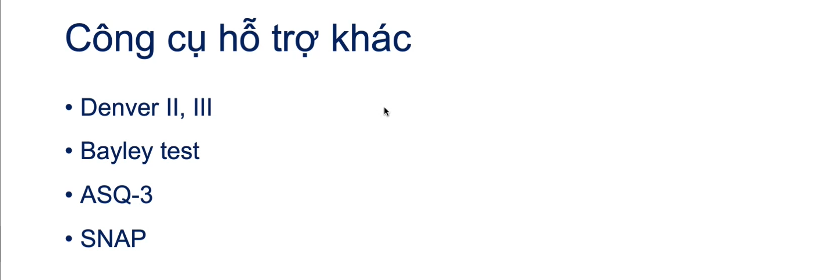 Công cụ hỗ trợ khác
• Denver II, III
• Bayley test
• ASQ-3
• SNAP